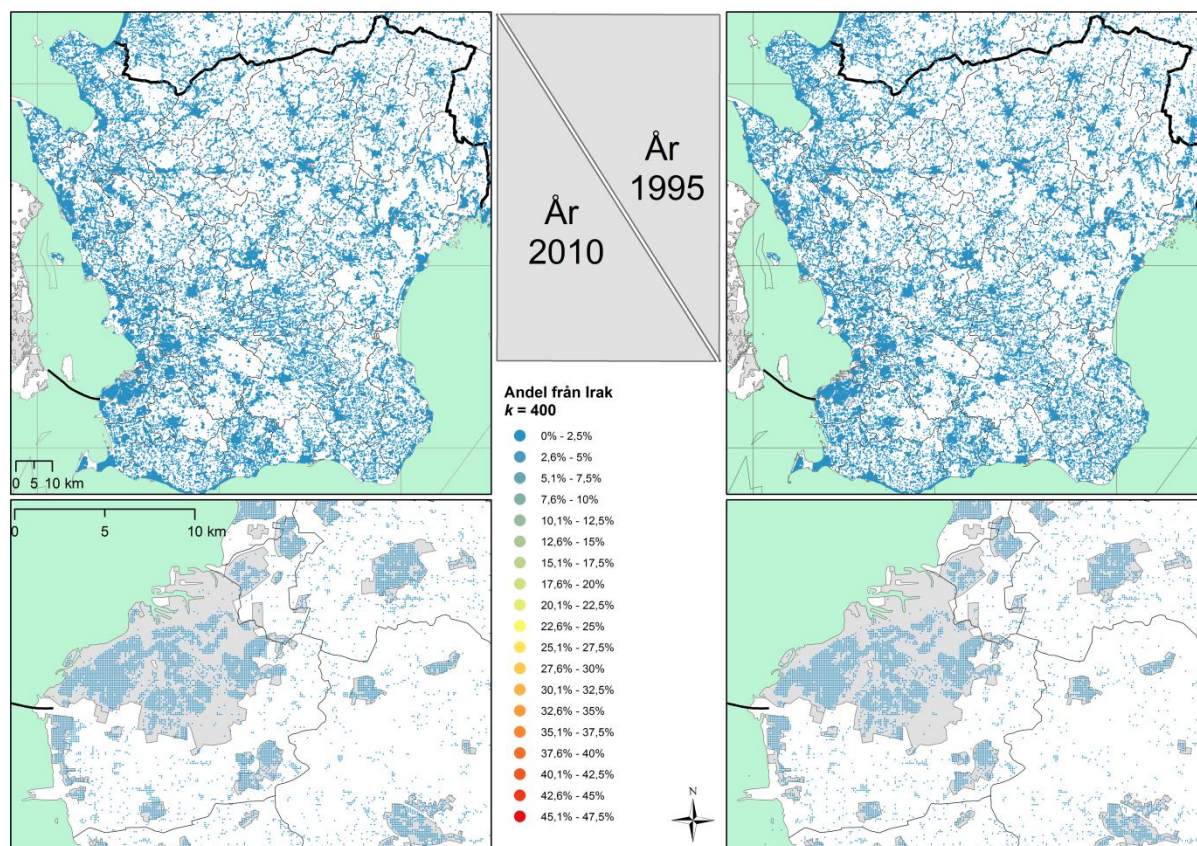 År
1995
År
2010
Andel från Irak
k = 400
0% - 2,5%
2,6% - 5%
5,1% - 7,5%
7,6% - 10%
10,1% - 12,5%
12,6% - 15%
15,1% - 17,5%
17,6% - 20%
20,1% - 22,5%
22,6% - 25%
25,1% - 27,5%
27,6% - 30%
30,1% - 32,5%
32,6% - 35%
35,1% - 37,5%
37,6% - 40%
40,1% - 42,5%
42,6% - 45%
45,1% - 47,5%
0 5 10 km
0 5 10 km